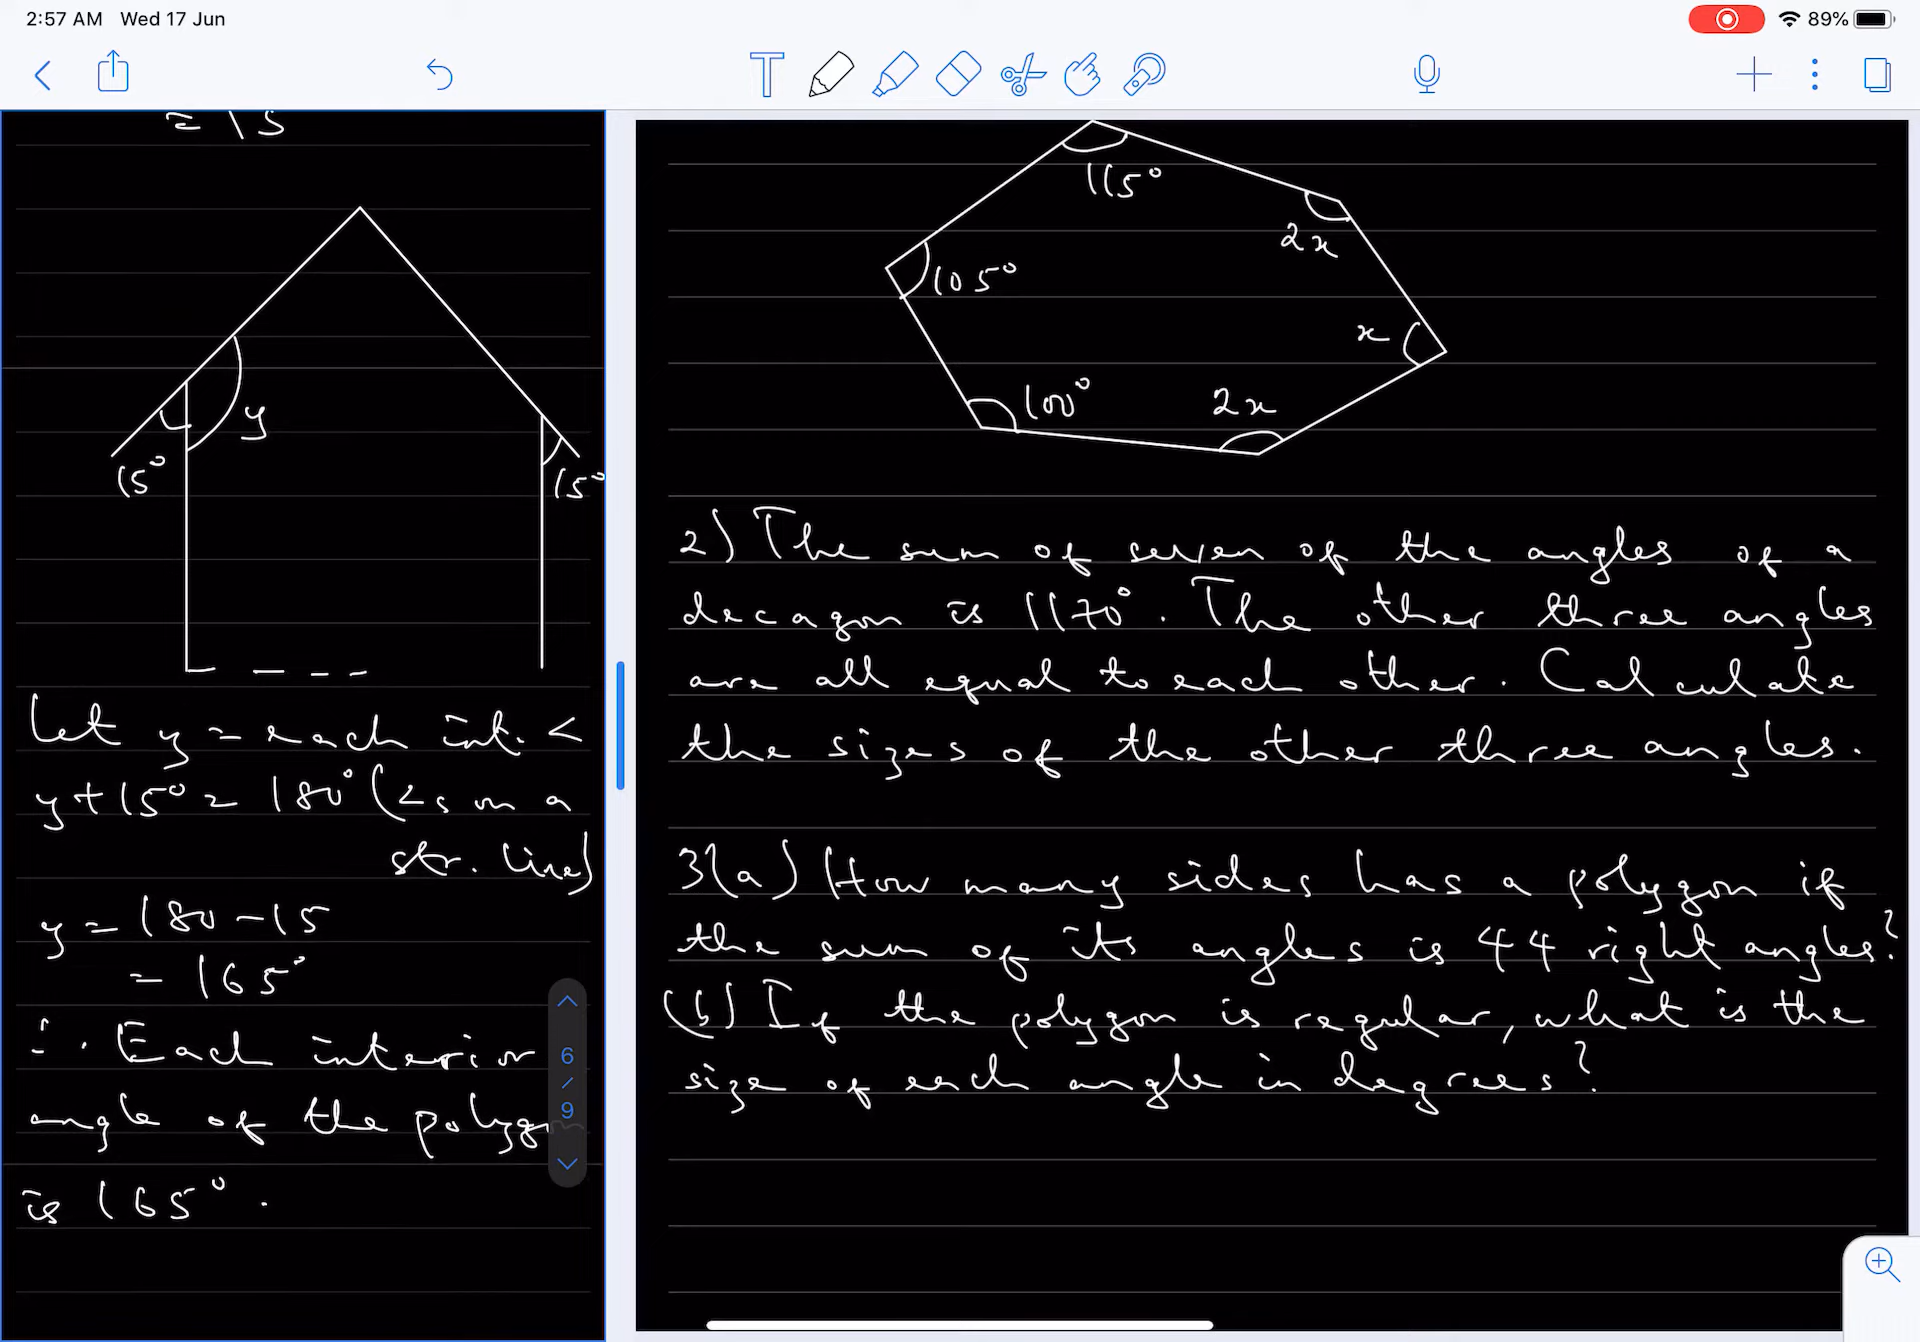 2:57 AM Wed 17 Jun
89%
= 15
y
15°
15°
Let y = each int. <
y + 15° = 180° (<s on a
str. line)
y = 180 - 15
= 165°
∴ Each interior
angle of the polygon
is 165°.
6
/
9
115°
2x
105°
x
100°
2x
2) The sum of seven of the angles of a
decagon is 1170°. The other three angles
are all equal to each other. Calculate
the sizes of the other three angles.
3(a) How many sides has a polygon if
the sum of its angles is 44 right angles?
(b) If the polygon is regular, what is the
size of each angle in degrees?